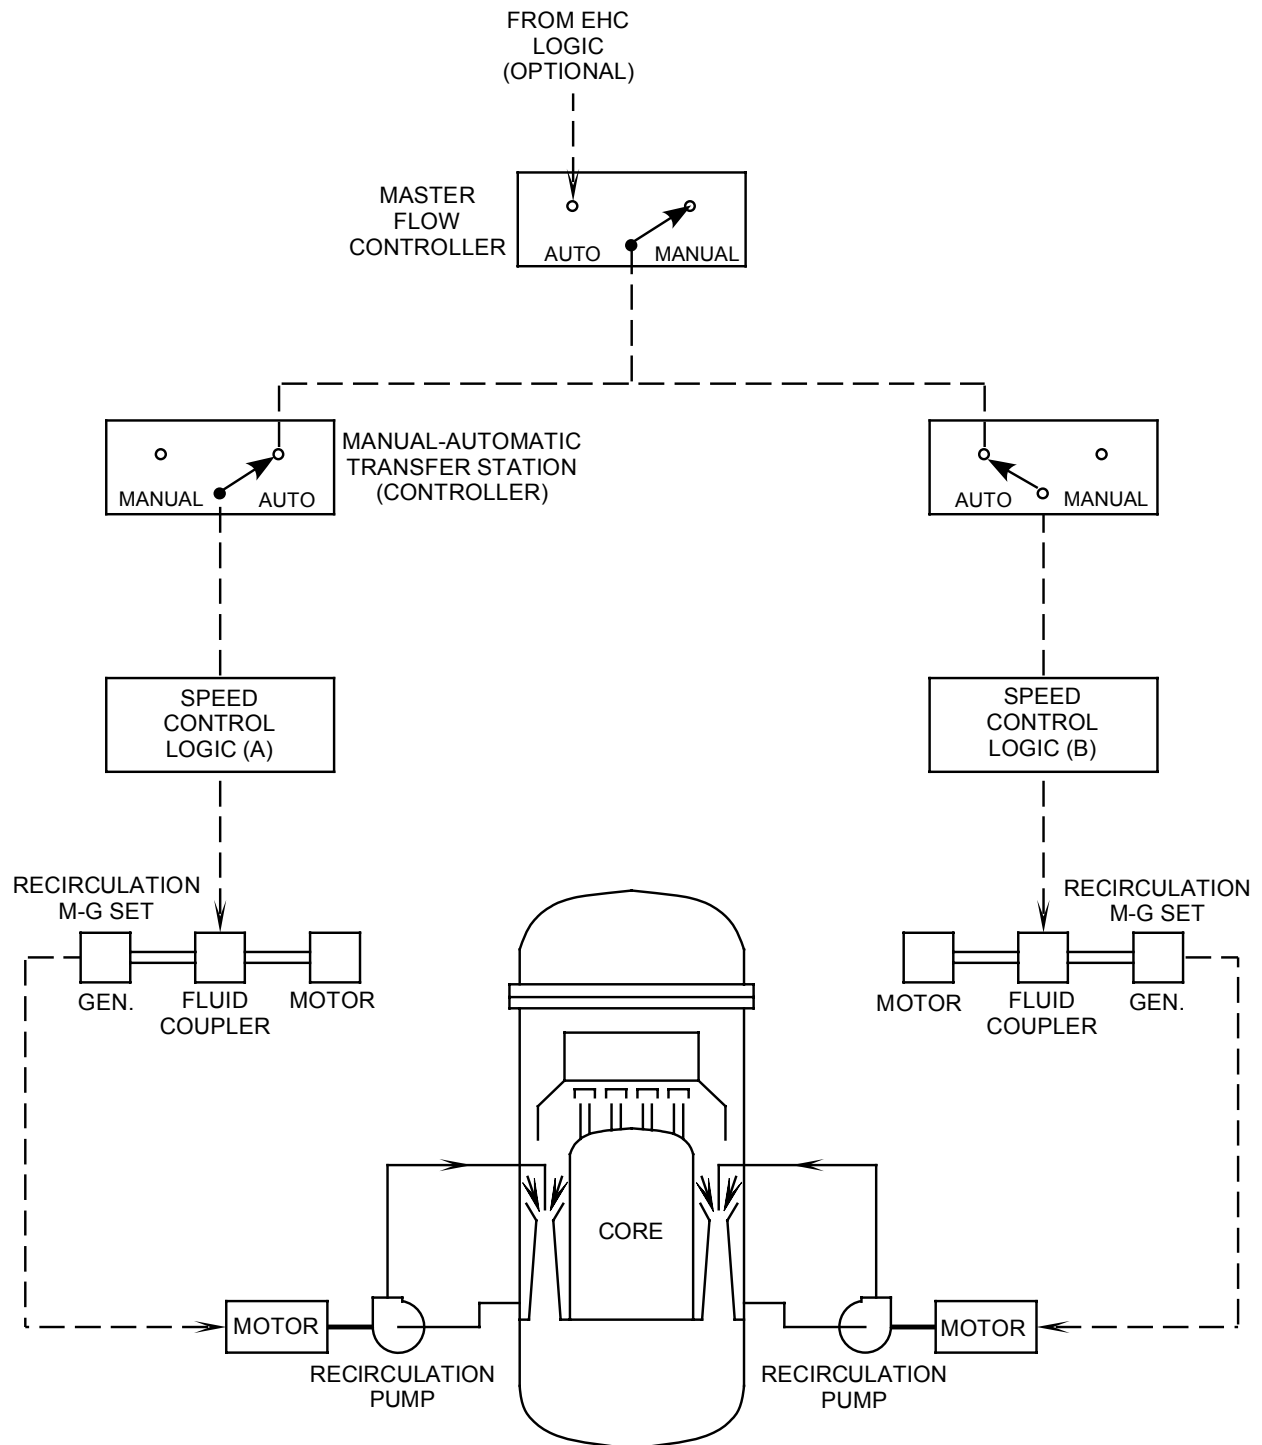 FROM EHC
LOGIC
(OPTIONAL)
MASTER
FLOW
CONTROLLER
AUTO
MANUAL
MANUAL
AUTO
MANUAL-AUTOMATIC
TRANSFER STATION
(CONTROLLER)
AUTO
MANUAL
SPEED
CONTROL
LOGIC (A)
SPEED
CONTROL
LOGIC (B)
RECIRCULATION
M-G SET
GEN.
FLUID
COUPLER
MOTOR
RECIRCULATION
M-G SET
MOTOR
FLUID
COUPLER
GEN.
CORE
MOTOR
RECIRCULATION
PUMP
MOTOR
RECIRCULATION
PUMP